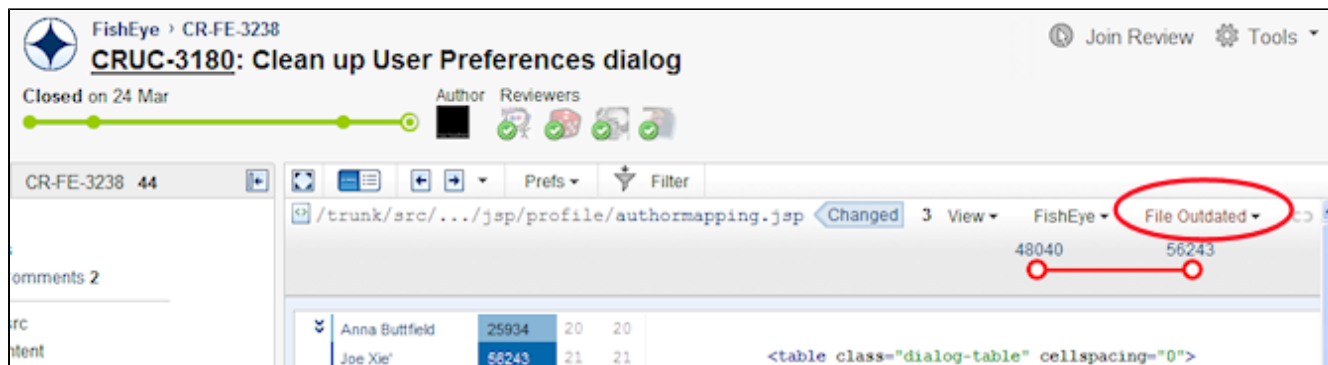 FishEye › CR-FE-3238
CRUC-3180: Clean up User Preferences dialog
Join Review Tools
Closed on 24 Mar
Author Reviewers
CR-FE-3238 44
Prefs Filter
/trunk/src/.../jsp/profile/authormapping.jsp Changed 3 View FishEye File Outdated
48040 56243
omments 2
rc
ntent
Anna Buttfield 25934 20 20
Joe Xie' 56243 21 21 <table class="dialog-table" cellspacing="0">